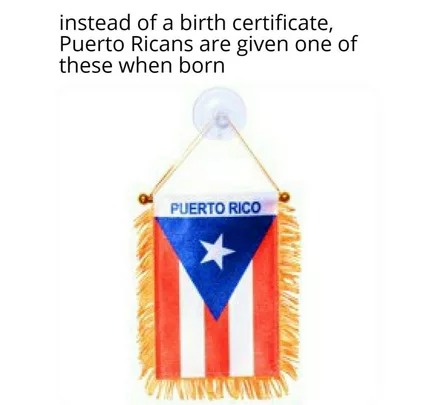 instead of a birth certificate,
Puerto Ricans are given one of
these when born
PUERTO RICO